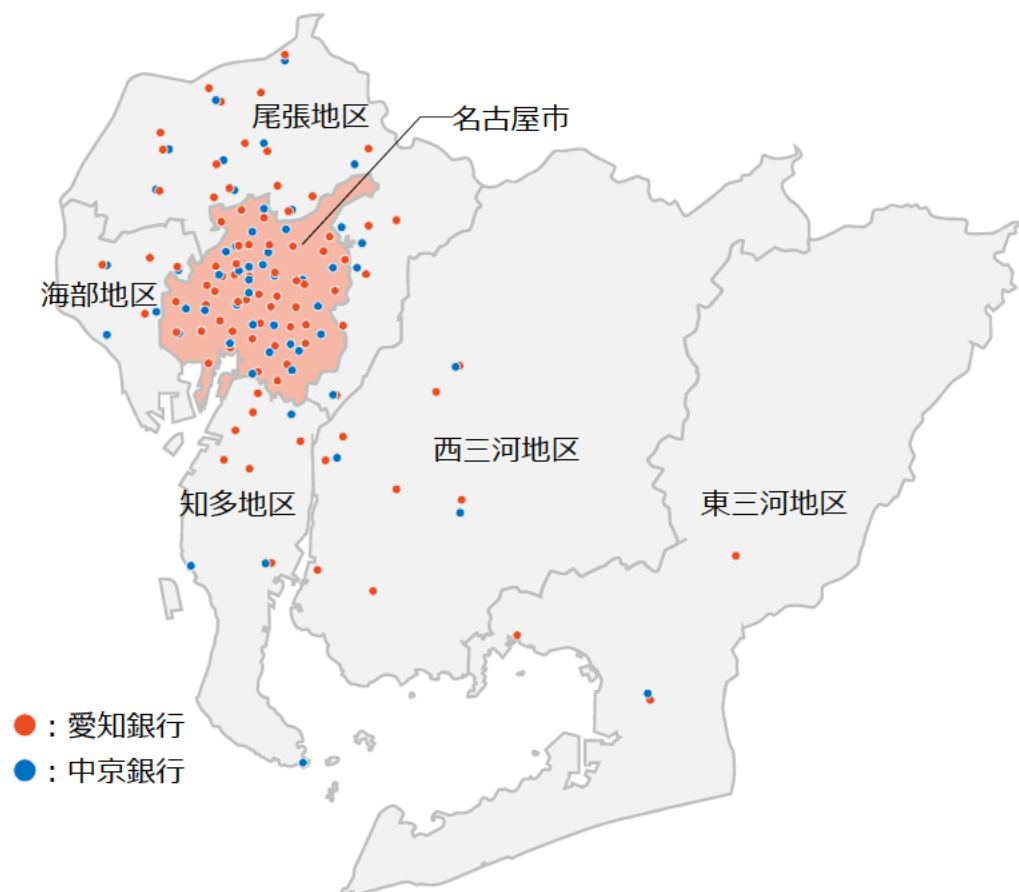 尾張地区
名古屋市
海部地区
西三河地区
知多地区
東三河地区
：愛知銀行
：中京銀行